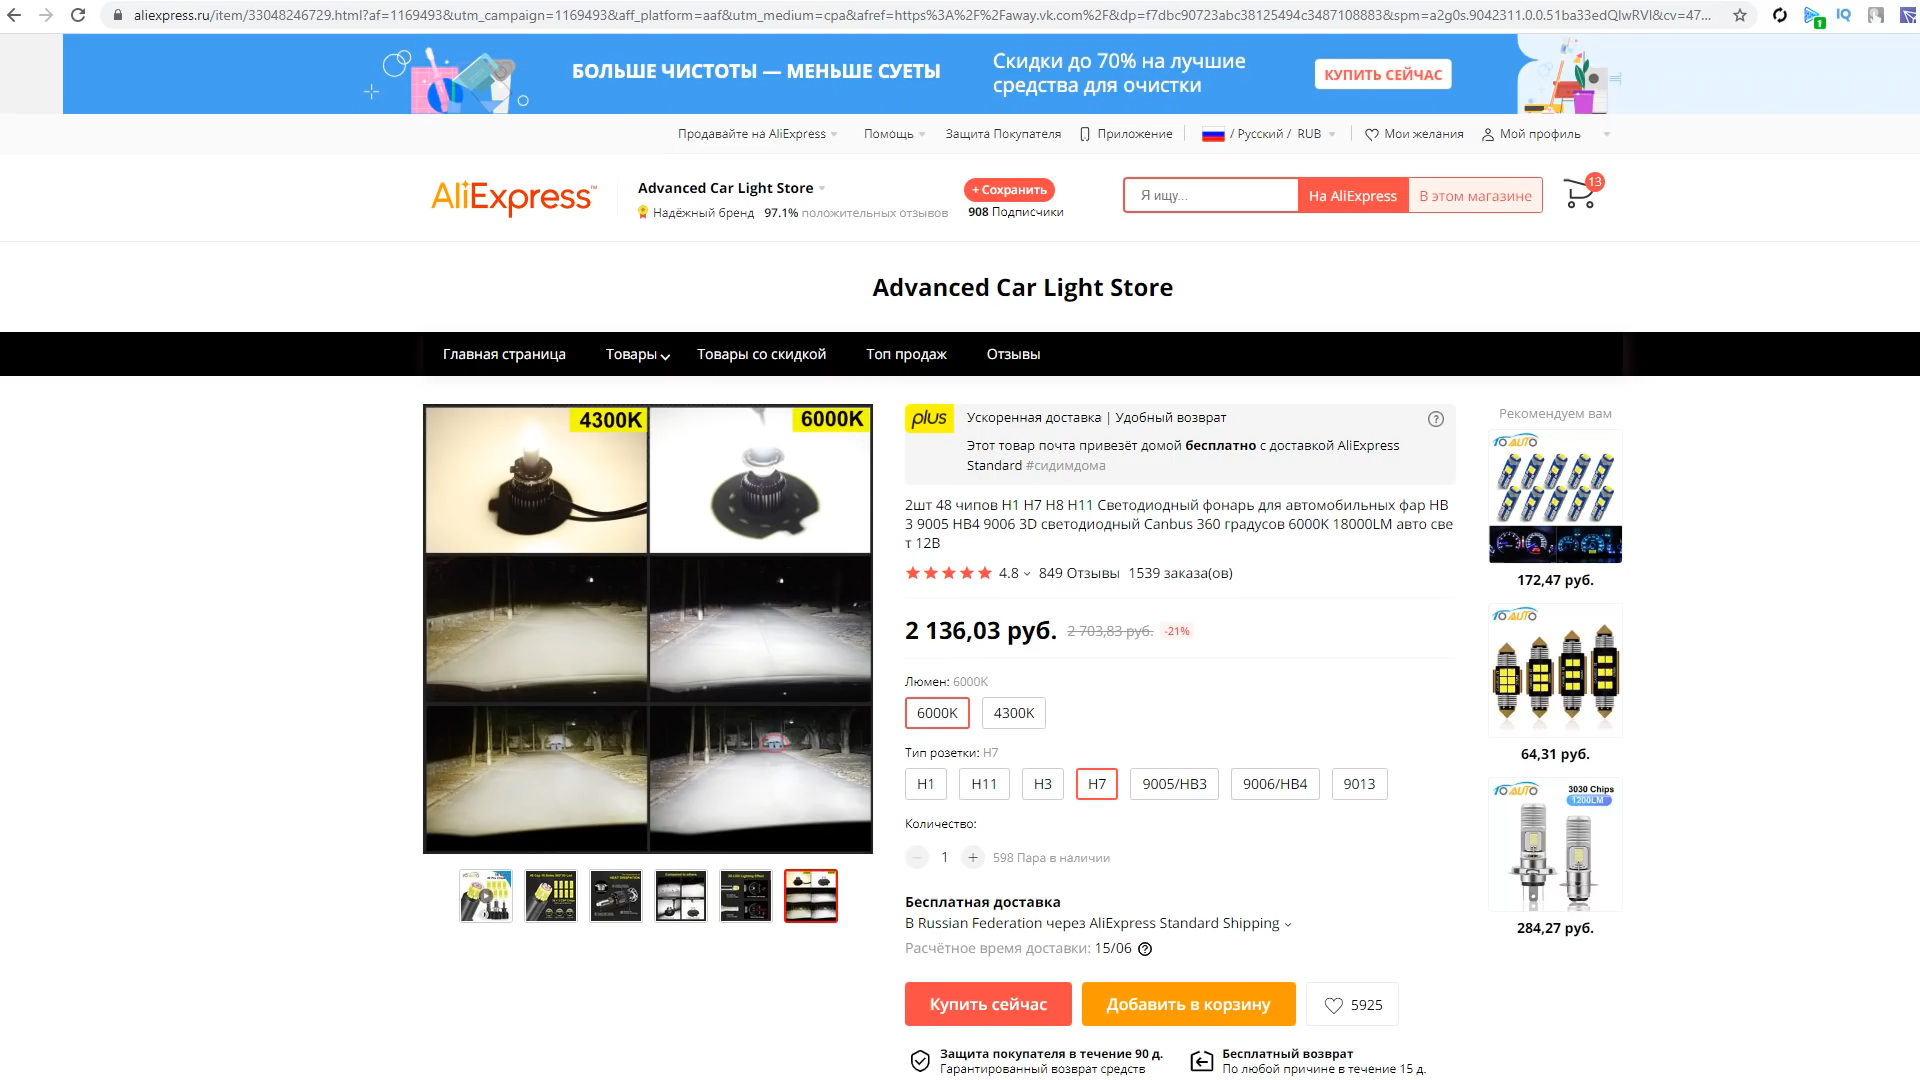 aliexpress.ru/item/33048246729.html?af=1169493&utm_campaign=1169493&aff_platform=aaf&utm_medium=cpa&afref=https%3A%2F%2Faway.vk.com%2F&dp=f7dbc90723abc38125494c3487108883&spm=a2g0s.9042311.0.0.51ba33edQIwRVI&cv=47...
1
IQ
БОЛЬШЕ ЧИСТОТЫ — МЕНЬШЕ СУЕТЫ
Скидки до 70% на лучшие
средства для очистки
КУПИТЬ СЕЙЧАС
Продавайте на AliExpress
Помощь
Защита Покупателя
Приложение
/ Русский / RUB
Мои желания
Мой профиль
AliExpress™
Advanced Car Light Store
Надёжный бренд 97.1% положительных отзывов
+ Сохранить
908 Подписчики
Я ищу...
На AliExpress
В этом магазине
13
Advanced Car Light Store
Главная страница
Товары
Товары со скидкой
Топ продаж
Отзывы
4300K
6000K
plus
Ускоренная доставка | Удобный возврат
Этот товар почта привезёт домой бесплатно с доставкой AliExpress
Standard #сидимдома
2шт 48 чипов H1 H7 H8 H11 Светодиодный фонарь для автомобильных фар HB
3 9005 HB4 9006 3D светодиодный Canbus 360 градусов 6000K 18000LM авто све
т 12В
4.8 849 Отзывы 1539 заказа(ов)
2 136,03 руб. 2 703,83 руб. -21%
Люмен: 6000K
6000K
4300K
Тип розетки: H7
H1
H11
H3
H7
9005/HB3
9006/HB4
9013
Количество:
1
598 Пара в наличии
Бесплатная доставка
В Russian Federation через AliExpress Standard Shipping
Расчётное время доставки: 15/06
Купить сейчас
Добавить в корзину
5925
Защита покупателя в течение 90 д.
Гарантированный возврат средств
Бесплатный возврат
По любой причине в течение 15 д.
Рекомендуем вам
AUTO
172,47 руб.
AUTO
64,31 руб.
AUTO
3030 Chips
1200LM
284,27 руб.